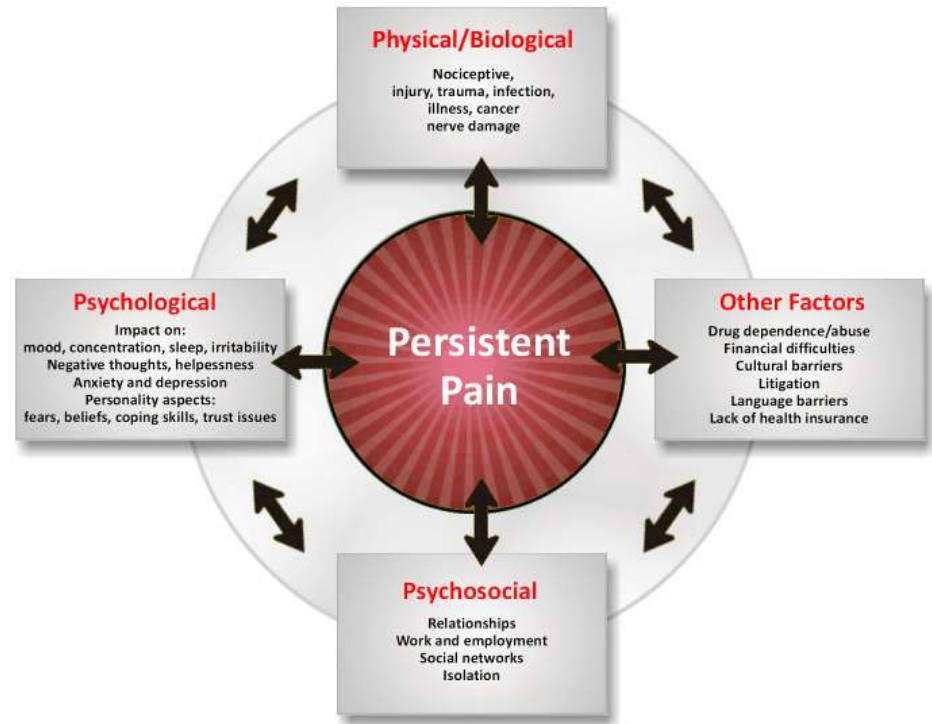 Physical/Biological
Nociceptive,
injury, trauma, infection,
illness, cancer
nerve damage
Psychological
Impact on:
mood, concentration, sleep, irritability
Negative thoughts, helpessness
Anxiety and depression
Personality aspects:
fears, beliefs, coping skills, trust issues
Persistent
Pain
Other Factors
Drug dependence/abuse
Financial difficulties
Cultural barriers
Litigation
Language barriers
Lack of health insurance
Psychosocial
Relationships
Work and employment
Social networks
Isolation